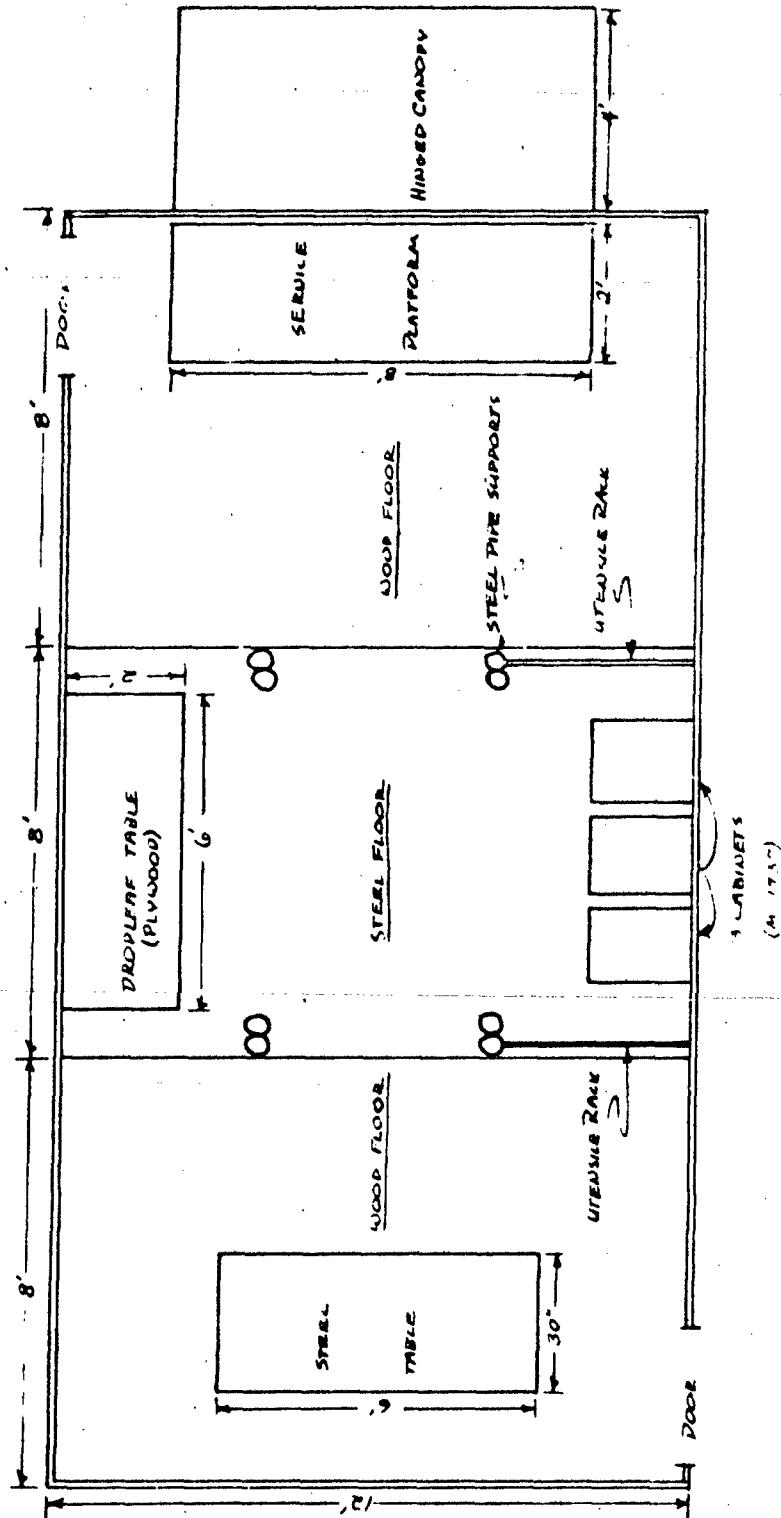 8'
8'
8'
DOOR
12'
DROPLEAF TABLE
(PLYWOOD)
2'
6'
STEEL
TABLE
6'
30"
WOOD FLOOR
STEEL FLOOR
WOOD FLOOR
SERVICE
PLATFORM
8'
2'
HINGED CANOPY
4'
STEEL PIPE SUPPORTS
UTENSILE RACK
UTENSILE RACK
DOOR
CABINETS